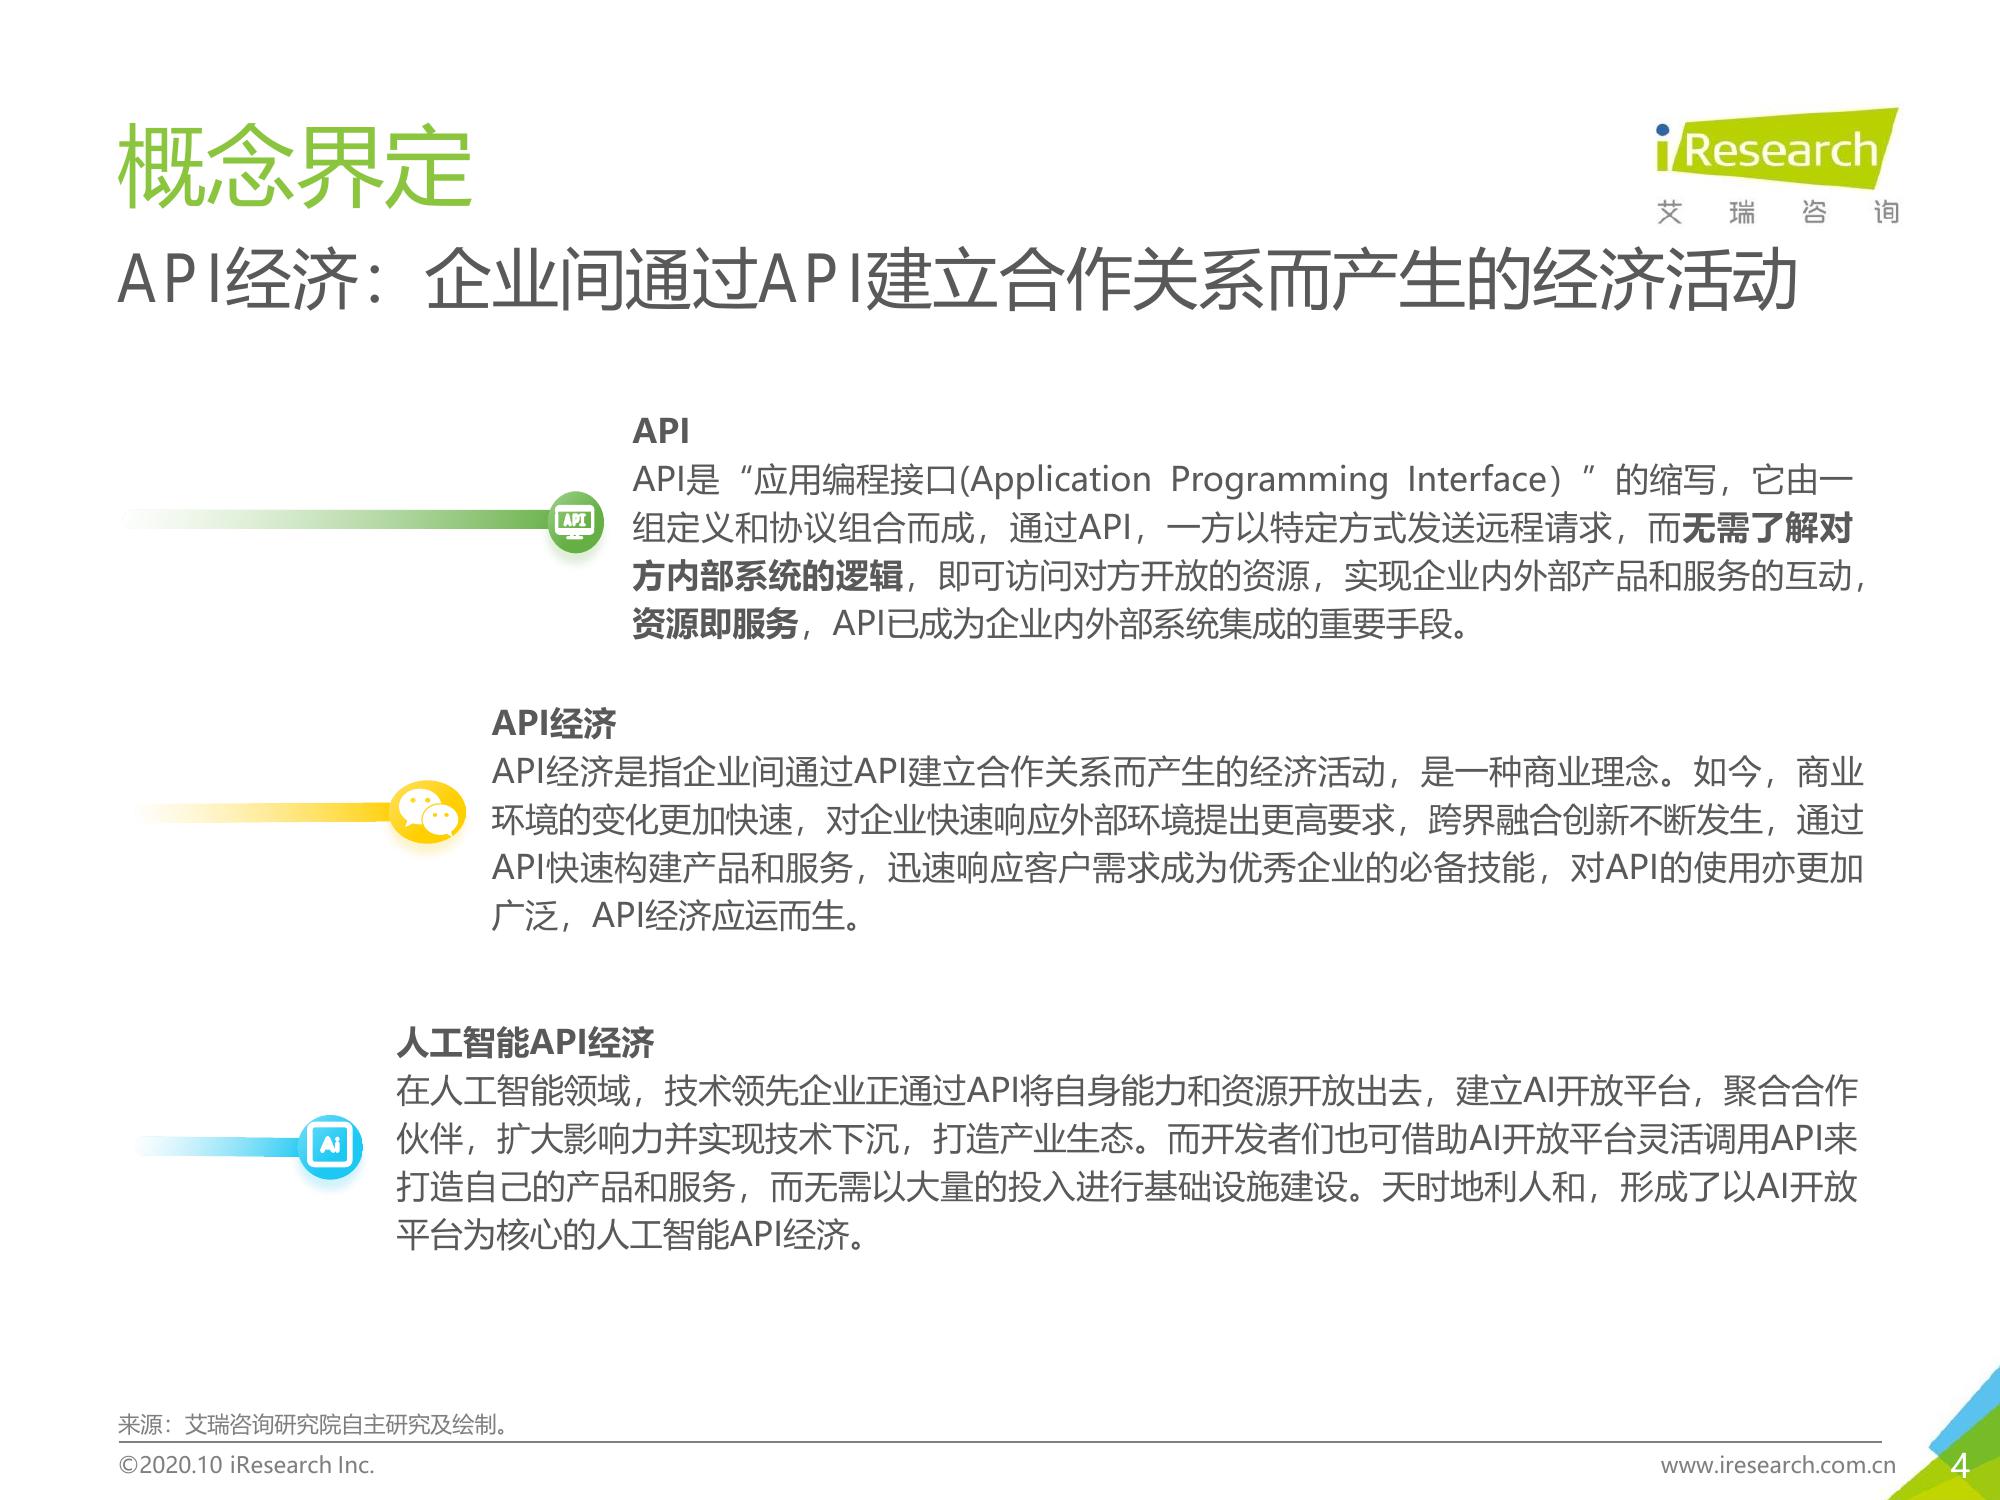 概念界定
iResearch
艾瑞咨询
API经济：企业间通过API建立合作关系而产生的经济活动
API
API是“应用编程接口(Application Programming Interface）”的缩写，它由一
组定义和协议组合而成，通过API，一方以特定方式发送远程请求，而无需了解对
方内部系统的逻辑，即可访问对方开放的资源，实现企业内外部产品和服务的互动，
资源即服务，API已成为企业内外部系统集成的重要手段。
API
API经济
API经济是指企业间通过API建立合作关系而产生的经济活动，是一种商业理念。如今，商业
环境的变化更加快速，对企业快速响应外部环境提出更高要求，跨界融合创新不断发生，通过
API快速构建产品和服务，迅速响应客户需求成为优秀企业的必备技能，对API的使用亦更加
广泛，API经济应运而生。
人工智能API经济
在人工智能领域，技术领先企业正通过API将自身能力和资源开放出去，建立AI开放平台，聚合合作
伙伴，扩大影响力并实现技术下沉，打造产业生态。而开发者们也可借助AI开放平台灵活调用API来
打造自己的产品和服务，而无需以大量的投入进行基础设施建设。天时地利人和，形成了以AI开放
平台为核心的人工智能API经济。
Ai
来源：艾瑞咨询研究院自主研究及绘制。
©2020.10 iResearch Inc.
www.iresearch.com.cn
4